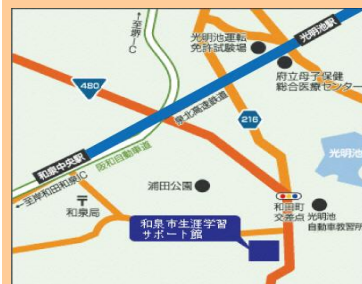 至堺IC
光明池運転
免許試験場
光明池駅
府立母子保健
総合医療センター
480
泉北高速鉄道
218
光明池
和泉中央駅
阪和自動車道
至岸和田和泉IC
浦田公園
和泉局
和田町
交差点
光明池
自動車教習所
和泉市生涯学習
サポート館